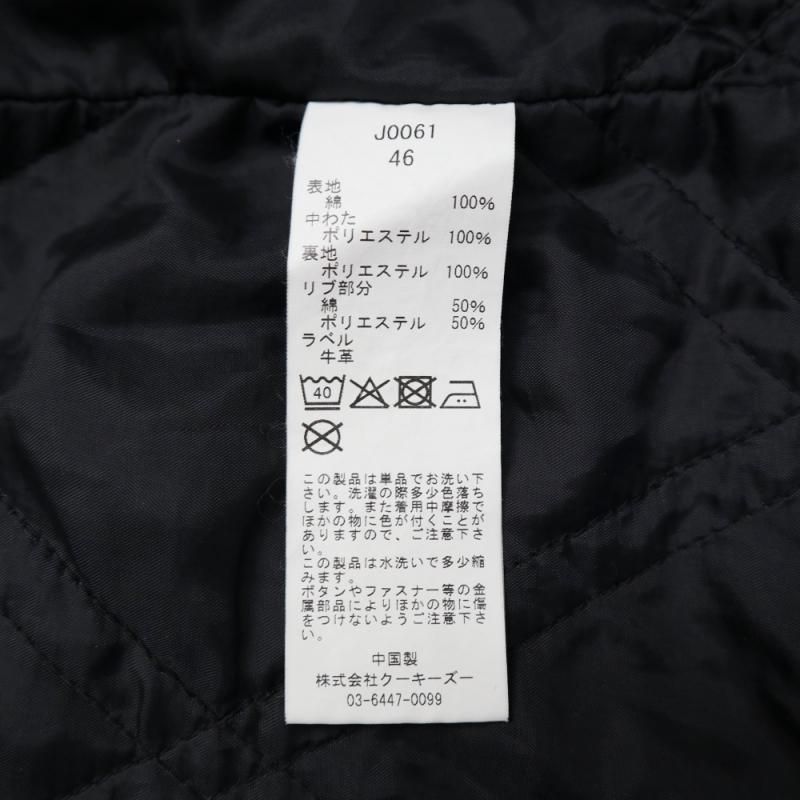 J0061
46
表地
綿 100%
中わた
ポリエステル 100%
裏地
ポリエステル 100%
リブ部分
綿 50%
ポリエステル 50%
ラベル
牛革
40
この製品は単品でお洗い下
さい。洗濯の際多少色落ち
します。また着用中摩擦で
ほかの物に色が付くことが
ありますので、ご注意下さ
い。
この製品は水洗いで多少縮
みます。
ボタンやファスナー等の金
属部品によりほかの物に傷
をつけないようご注意下さ
い。
中国製
株式会社クーキーズー
03-6447-0099